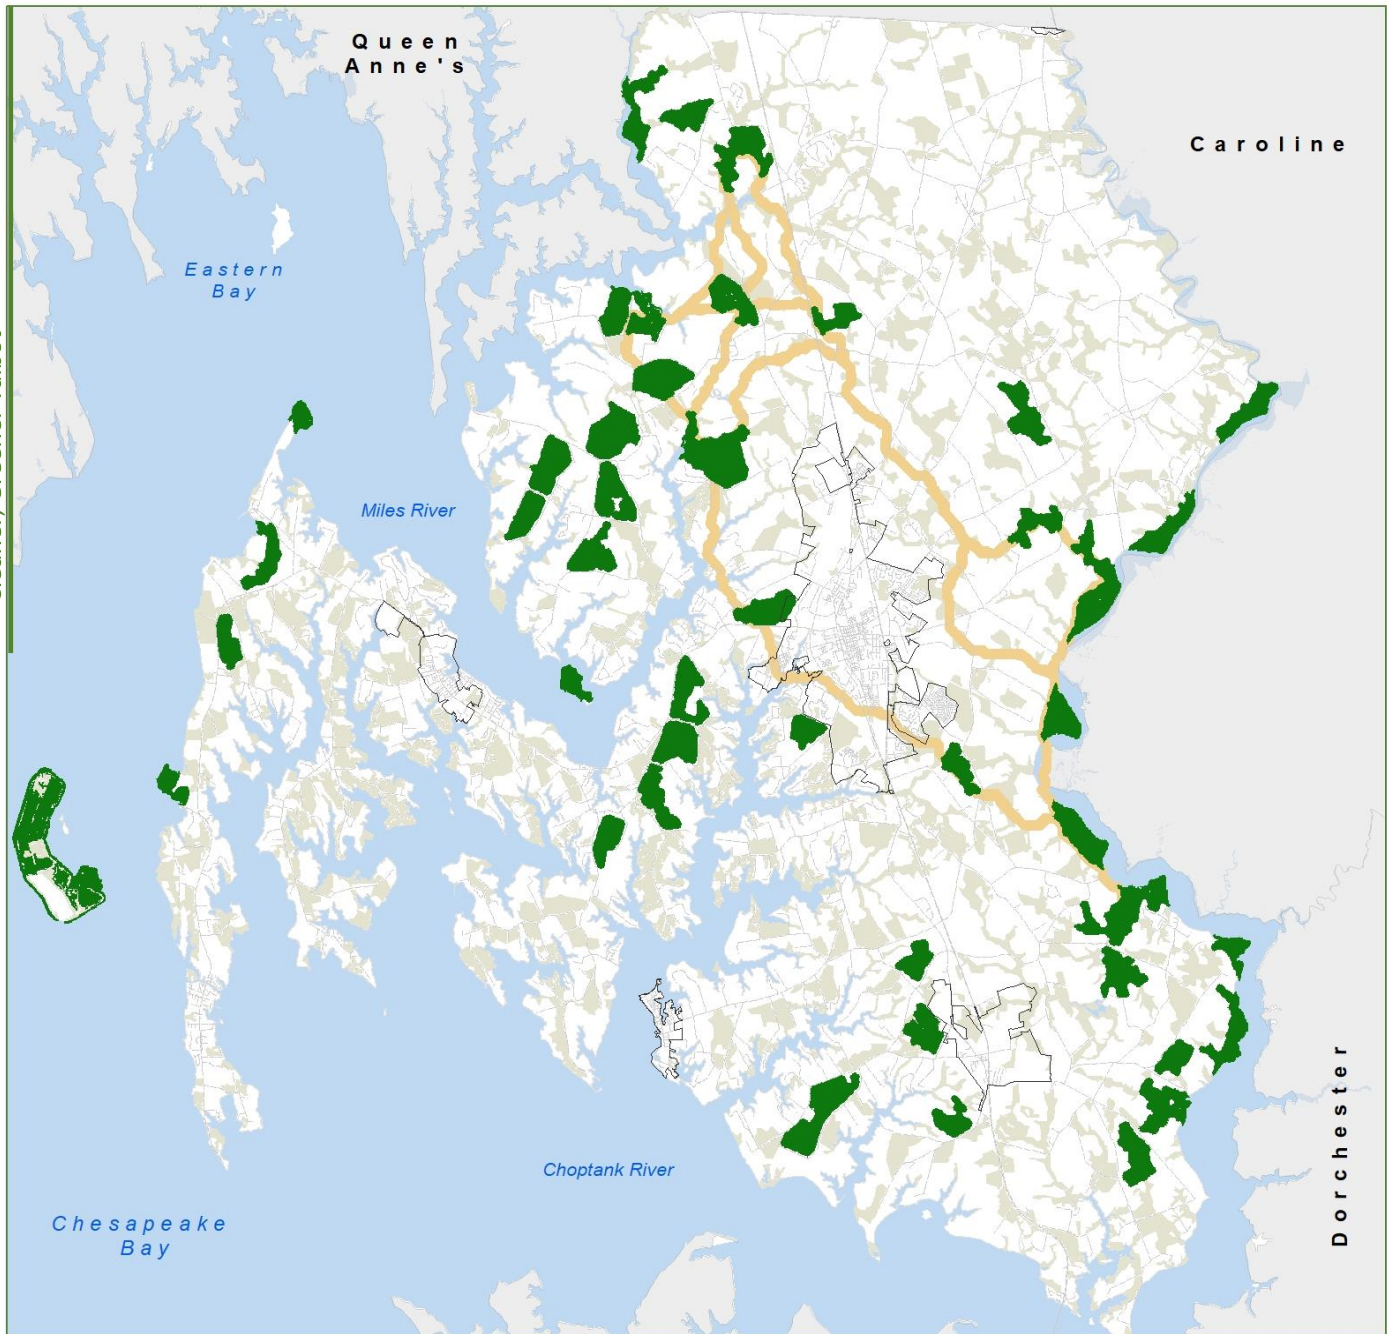 Queen
Anne's
Caroline
Eastern
Bay
Miles River
Choptank River
Chesapeake
Bay
Dorchester